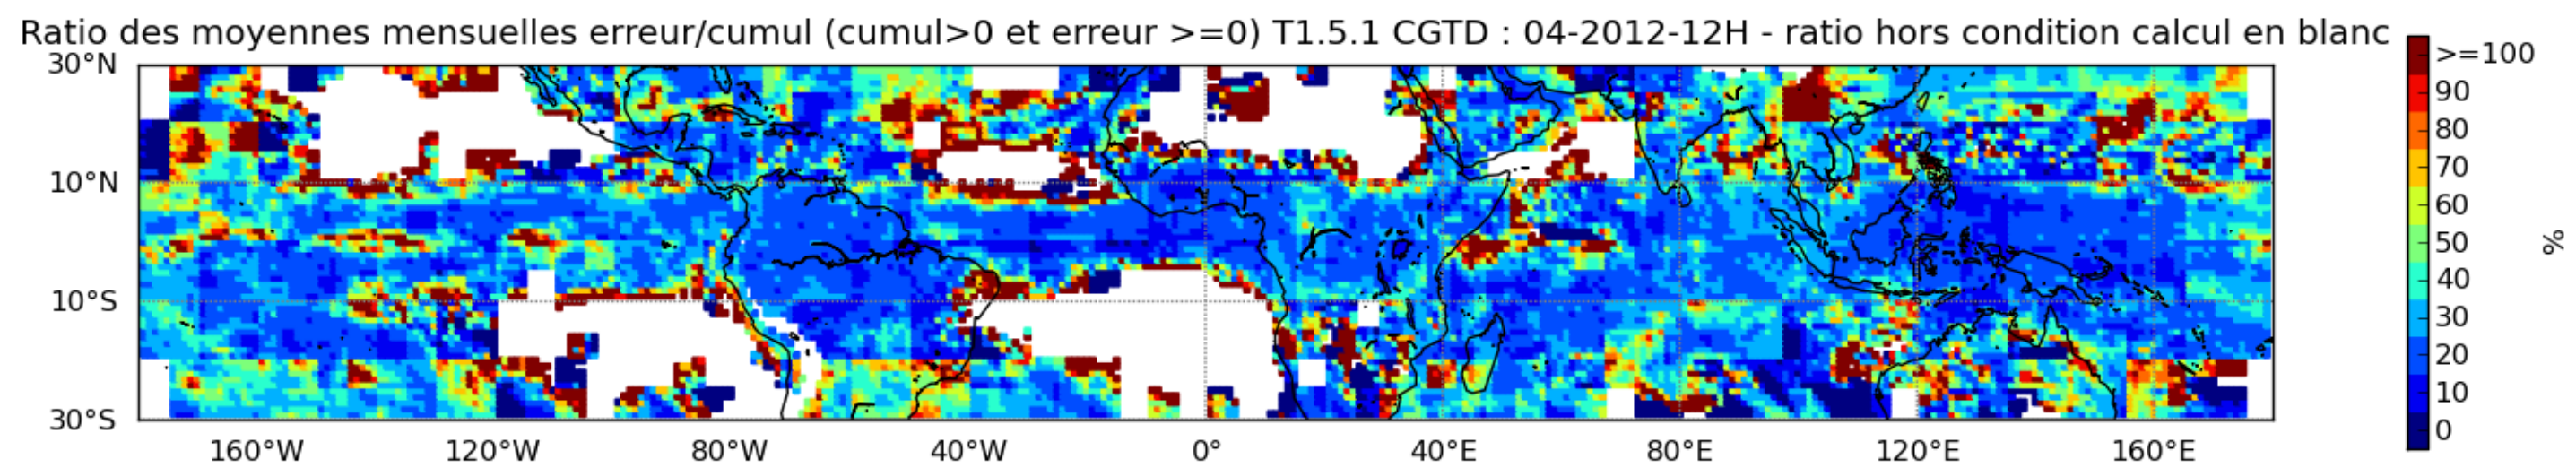 Ratio des moyennes mensuelles erreur/cumul (cumul>0 et erreur >=0) T1.5.1 CGTD : 04-2012-12H - ratio hors condition calcul en blanc
30°N
10°N
10°S
30°S
160°W 120°W 80°W 40°W 0° 40°E 80°E 120°E 160°E
>=100
90
80
70
60
50
40
30
20
10
0
%